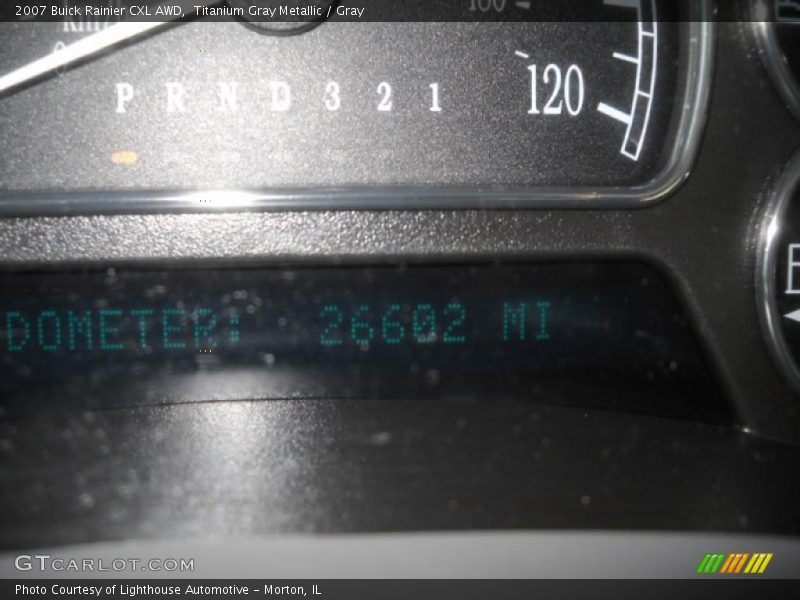 2007 Buick Rainier CXL AWD, Titanium Gray Metallic / Gray
P R N D 3 2 1
120
DOMETER: 26602 MI
E
GTCARLOT.COM
Photo Courtesy of Lighthouse Automotive - Morton, IL